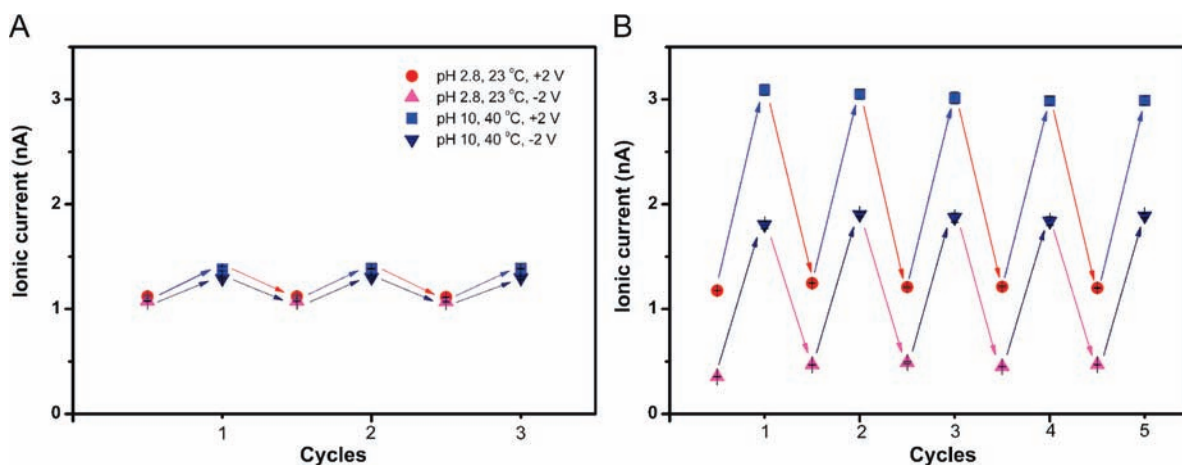 A
Ionic current (nA)
3
2
1
0
pH 2.8, 23 °C, +2 V
pH 2.8, 23 °C, -2 V
pH 10, 40 °C, +2 V
pH 10, 40 °C, -2 V
1 2 3
Cycles
B
Ionic current (nA)
3
2
1
0
1 2 3 4 5
Cycles